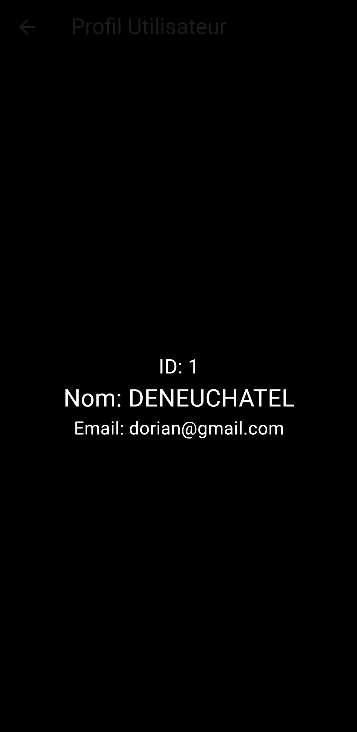 Profil Utilisateur
ID: 1
Nom: DENEUCHATEL
Email: dorian@gmail.com